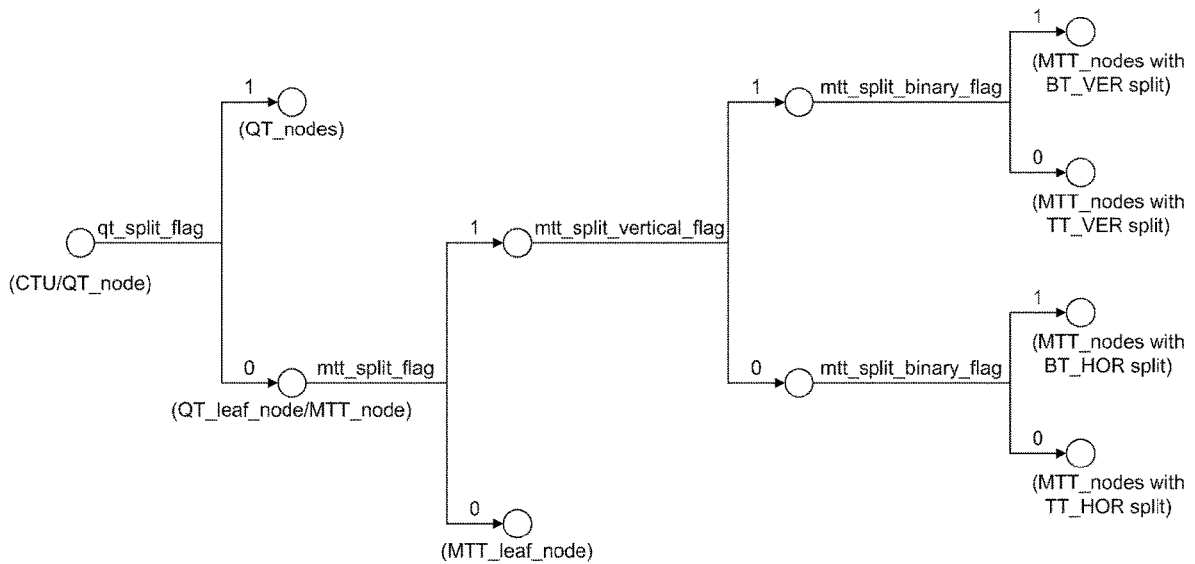 1
(MTT_nodes with
BT_VER split)
1
mtt_split_binary_flag
1
(QT_nodes)
0
(MTT_nodes with
TT_VER split)
qt_split_flag
(CTU/QT_node)
1
mtt_split_vertical_flag
1
(MTT_nodes with
BT_HOR split)
0
mtt_split_flag
(QT_leaf_node/MTT_node)
0
mtt_split_binary_flag
0
(MTT_nodes with
TT_HOR split)
0
(MTT_leaf_node)